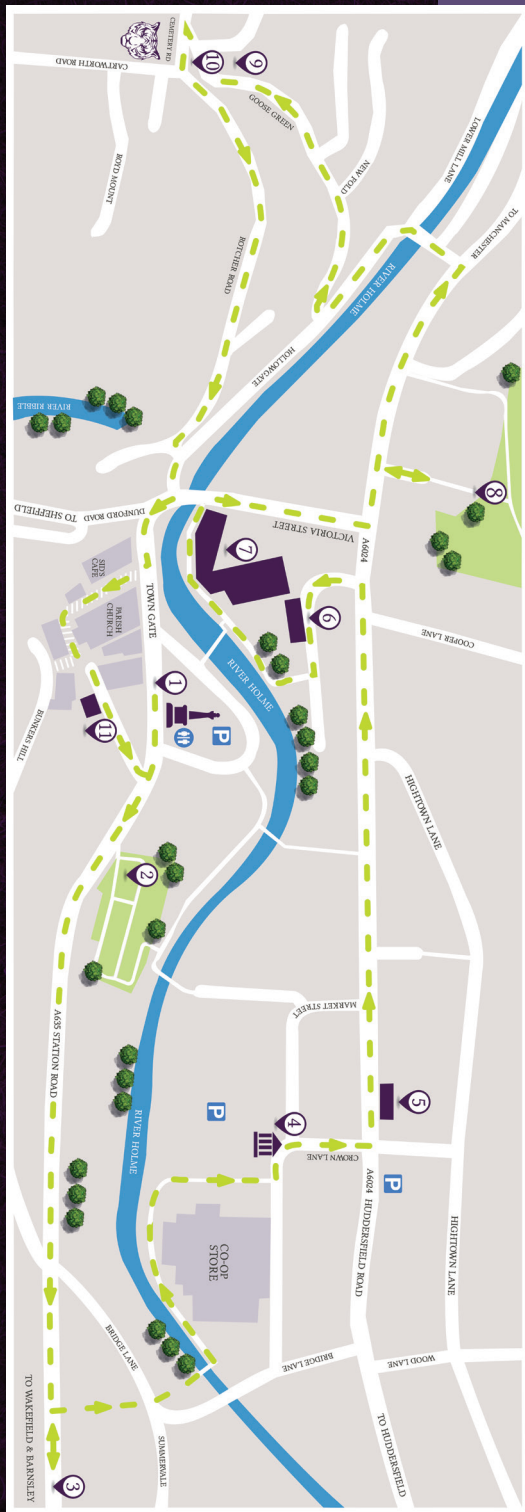 CEMETERY RD
CARTWORTH ROAD
10
9
GOOSE GREEN
NEW FOLD
ROYD MOUNT
ROTCHER ROAD
LOWER MILL LANE
TO MANCHESTER
RIVER HOLME
HOLLOWGATE
RIVER RIBBLE
8
DUNFORD ROAD
TO SHEFFIELD
VICTORIA STREET
A6024
7
SID'S
CAFE
PARISH
CHURCH
TOWN GATE
6
COOPER LANE
1
11
BUNKERS HILL
P
RIVER HOLME
HIGHTOWN LANE
2
A635 STATION ROAD
MARKET STREET
5
4
P
RIVER HOLME
CROWN LANE
P
A6024 HUDDERSFIELD ROAD
HIGHTOWN LANE
CO-OP
STORE
BRIDGE LANE
BRIDGE LANE
WOOD LANE
TO HUDDERSFIELD
SUMMERVALE
TO WAKEFIELD & BARNSLEY
3